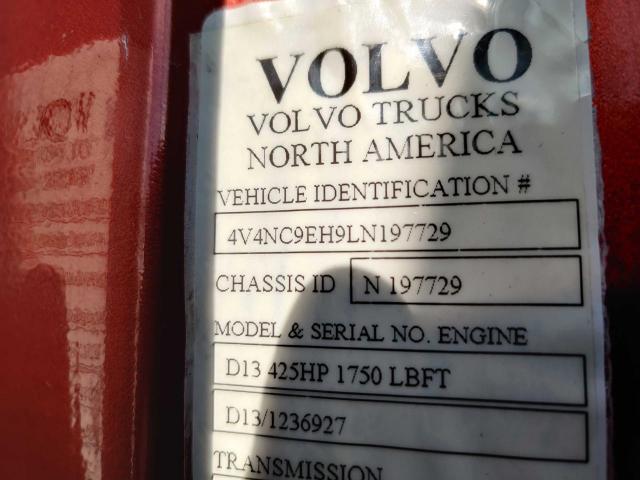 VOLVO
VOLVO TRUCKS
NORTH AMERICA
VEHICLE IDENTIFICATION #
4V4NC9EH9LN197729
CHASSIS ID N 197729
MODEL & SERIAL NO. ENGINE
D13 425HP 1750 LBFT
D13/1236927
TRANSMISSION